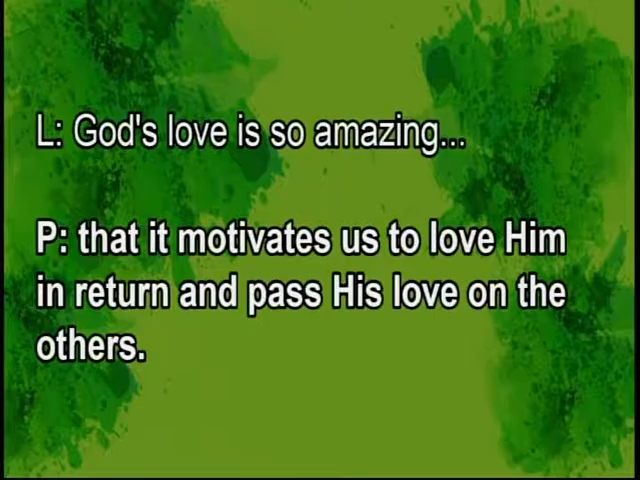 L: God's love is so amazing...
P: that it motivates us to love Him
in return and pass His love on the
others.